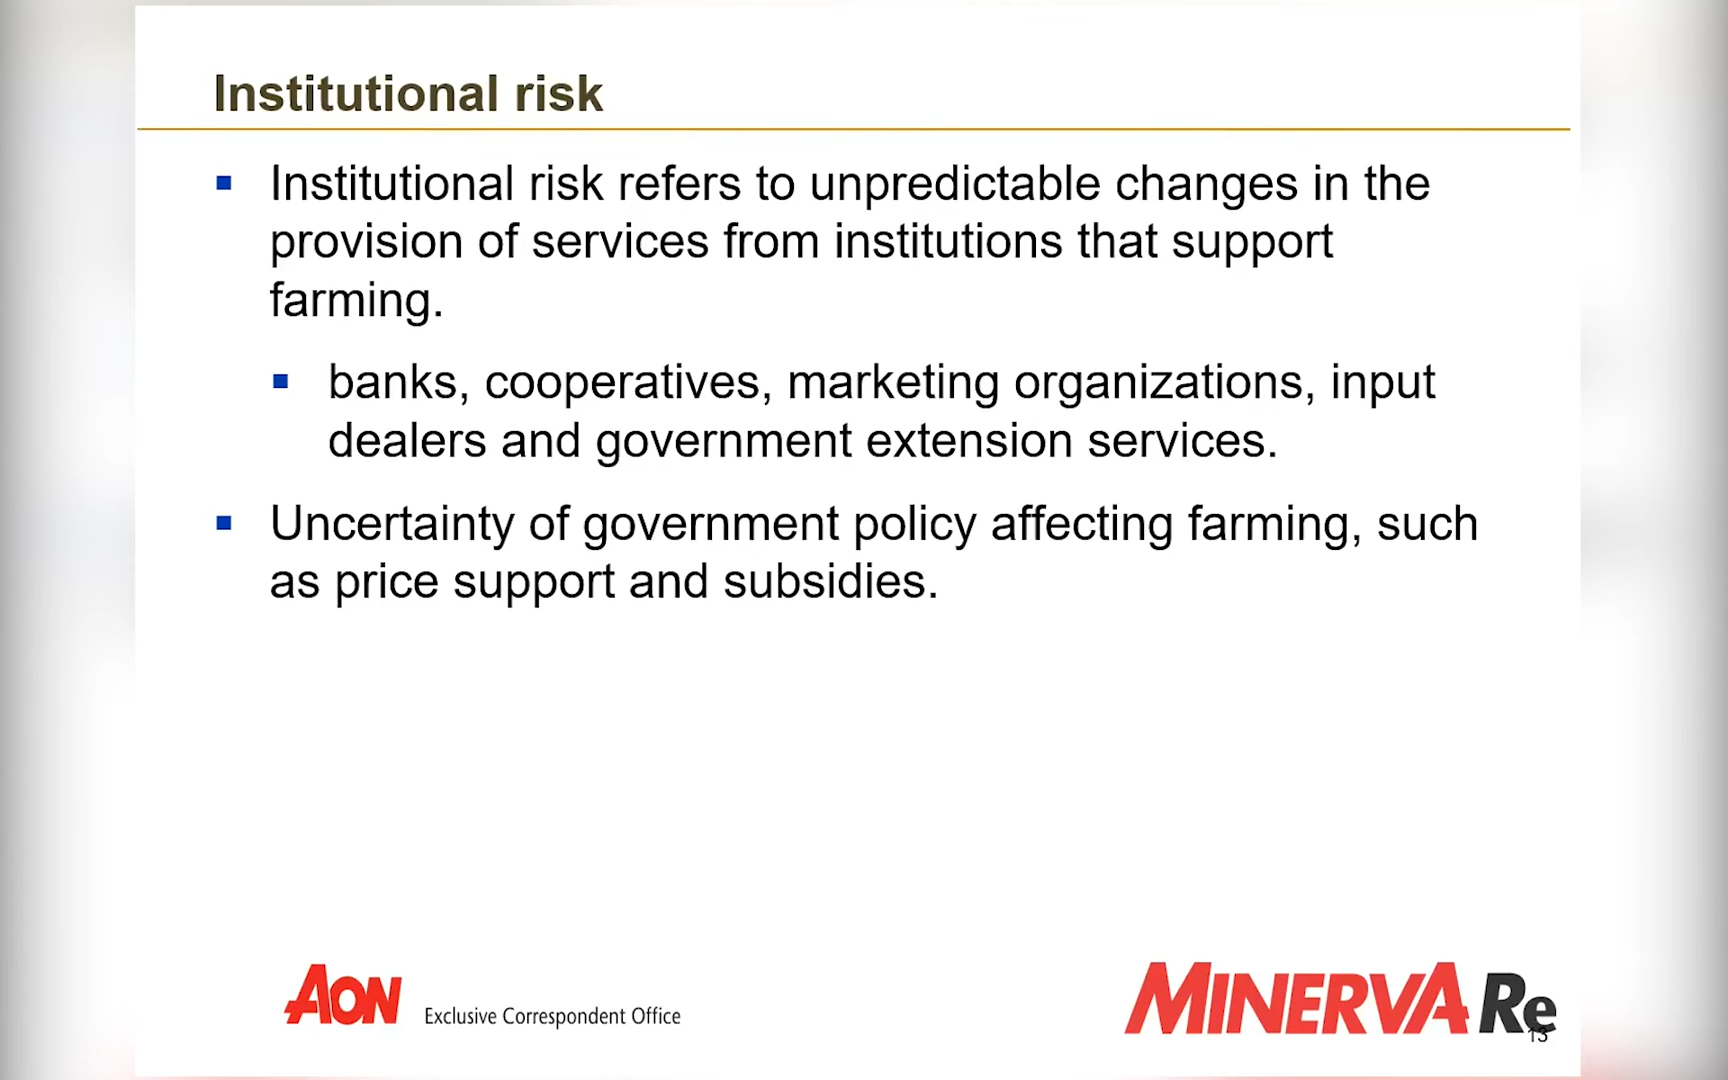 Institutional risk
Institutional risk refers to unpredictable changes in the
provision of services from institutions that support
farming.
banks, cooperatives, marketing organizations, input
dealers and government extension services.
Uncertainty of government policy affecting farming, such
as price support and subsidies.
AON Exclusive Correspondent Office
MINERVA Re
13